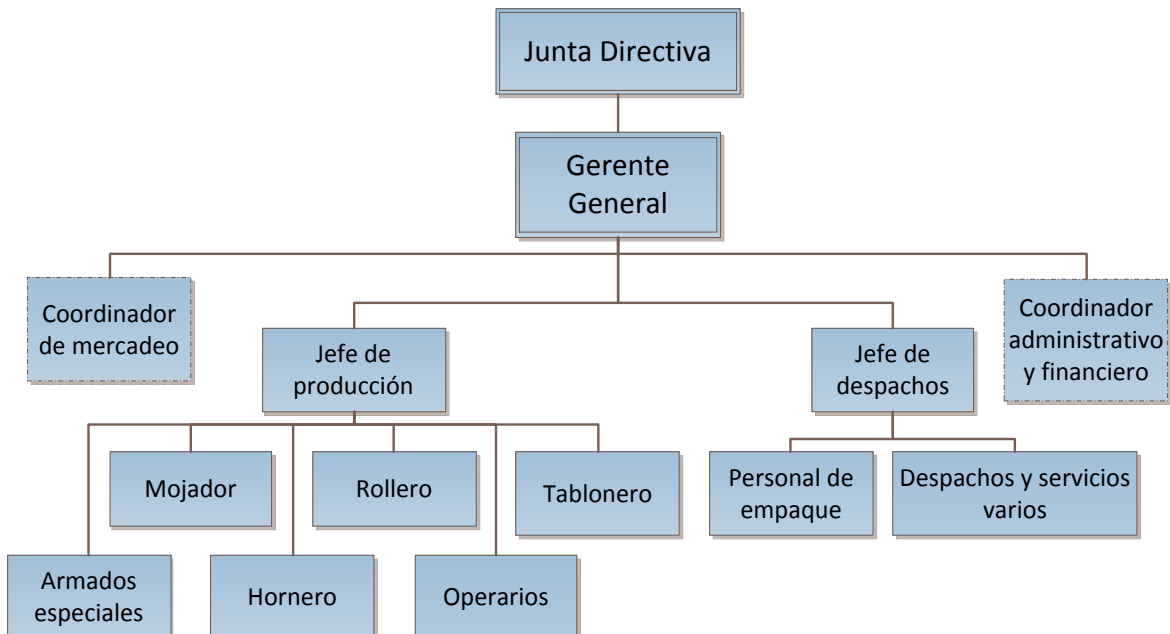 Junta Directiva
Gerente
General
Coordinador
de mercadeo
Jefe de
producción
Jefe de
despachos
Coordinador
administrativo
y financiero
Mojador
Rollero
Tablonero
Personal de
empaque
Despachos y servicios
varios
Armados
especiales
Hornero
Operarios